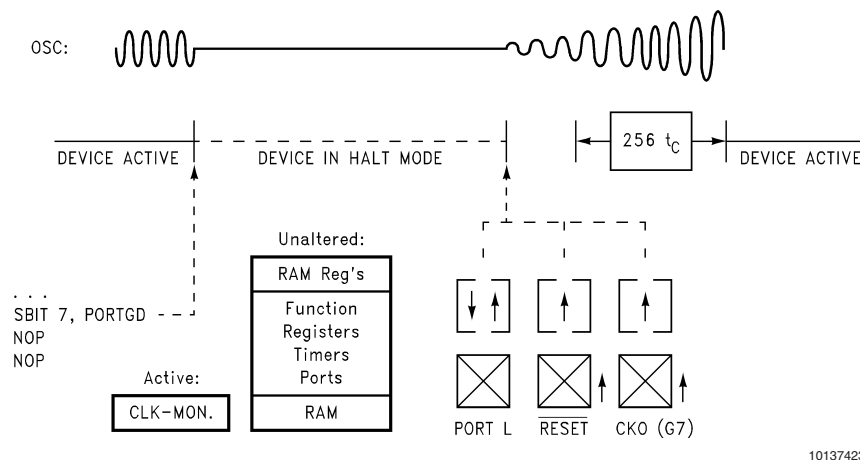 OSC:
256 tC
DEVICE ACTIVE
DEVICE IN HALT MODE
DEVICE ACTIVE
Unaltered:
RAM Reg's
Function
Registers
Timers
Ports
RAM
. . .
SBIT 7, PORTGD
NOP
NOP
Active:
CLK-MON.
PORT L
RESET
CKO (G7)
10137423